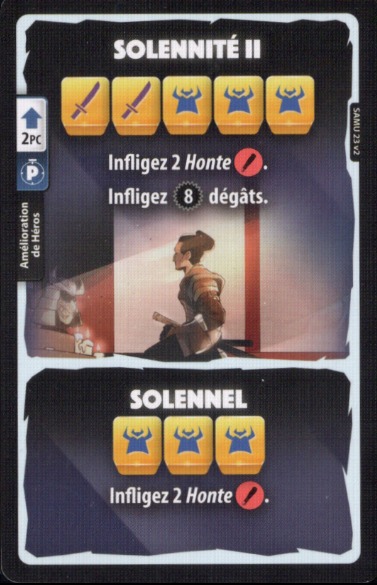 SOLENNITÉ II
2PC
P
SAMU 23 v2
Infligez 2 Honte.
Infligez 8 dégâts.
Amélioration
de Héros
SOLENNEL
Infligez 2 Honte.